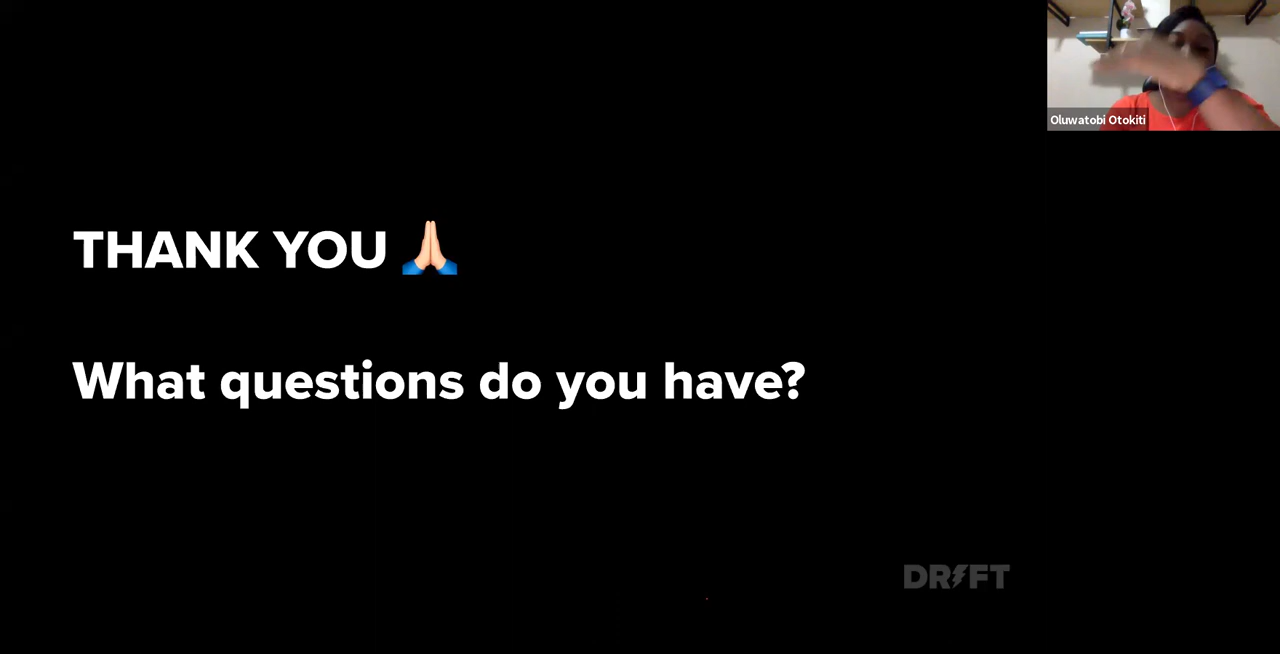 Oluwatobi Otokiti
THANK YOU 🙏🏻
What questions do you have?
DRIFT